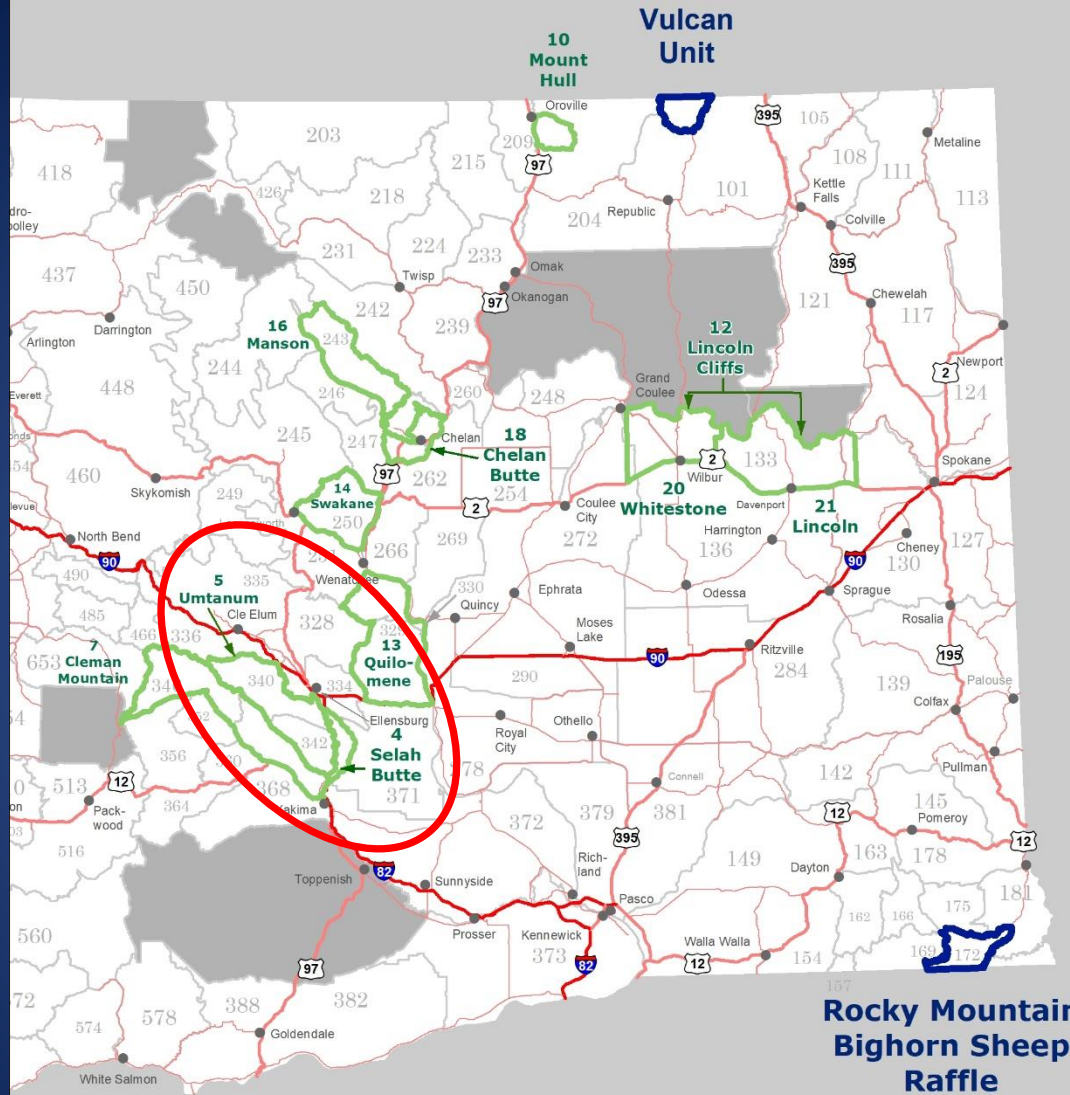 Vulcan
Unit
10
Mount
Hull
Oroville
395
105
203
209
97
Metaline
418
215
108
111
426
218
101
Kettle
Falls
113
204
Republic
Colville
231
224
233
437
Omak
395
Twisp
Okanogan
97
450
242
121
Chewelah
239
117
16
Manson
243
12
Lincoln
Cliffs
Darrington
Arlington
244
Newport
2
448
246
260
248
Grand
Coulee
124
Everett
245
247
Chelan
18
Chelan
Butte
97
2
133
Spokane
460
262
Wilbur
Skykomish
14
Swakane
254
20
Whitestone
Davenport
21
Lincoln
249
2
Coulee
City
250
Harrington
North Bend
269
272
136
Cheney
127
90
266
90
130
Wenatchee
490
335
330
Ephrata
Odessa
Sprague
5
Umtanum
Cle Elum
Quincy
485
328
Moses
Lake
Rosalia
466
336
13
Quilo-
mene
Ritzville
195
7
Cleman
Mountain
653
90
284
340
334
290
139
Palouse
Ellensburg
Othello
Colfax
4
Selah
Butte
Royal
City
356
342
Pullman
12
513
371
Connell
142
368
364
Pack-
wood
379
381
145
Pomeroy
12
372
516
395
12
149
163
178
Dayton
Rich-
land
Toppenish
82
Sunnyside
181
Pasco
175
560
Prosser
Kennewick
162
166
Walla Walla
373
169
172
97
82
12
154
382
157
388
578
574
Goldendale
White Salmon
Rocky Mountain
Bighorn Sheep
Raffle